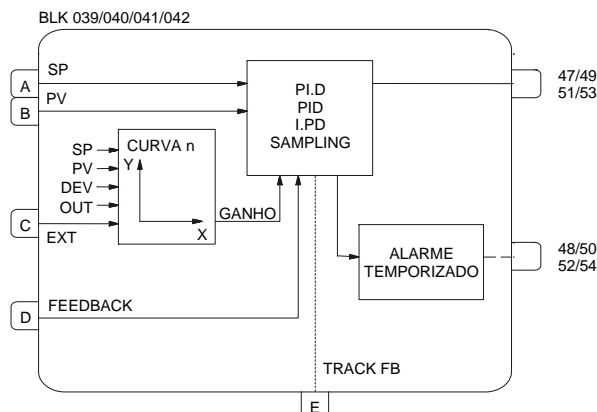 BLK 039/040/041/042
SP
A
PV
B
47/49
51/53
PI.D
PID
I.PD
SAMPLING
CURVA n
SP
PV
DEV
OUT
Y
X
GANHO
C
EXT
ALARME
TEMPORIZADO
48/50
52/54
D
FEEDBACK
TRACK FB
E